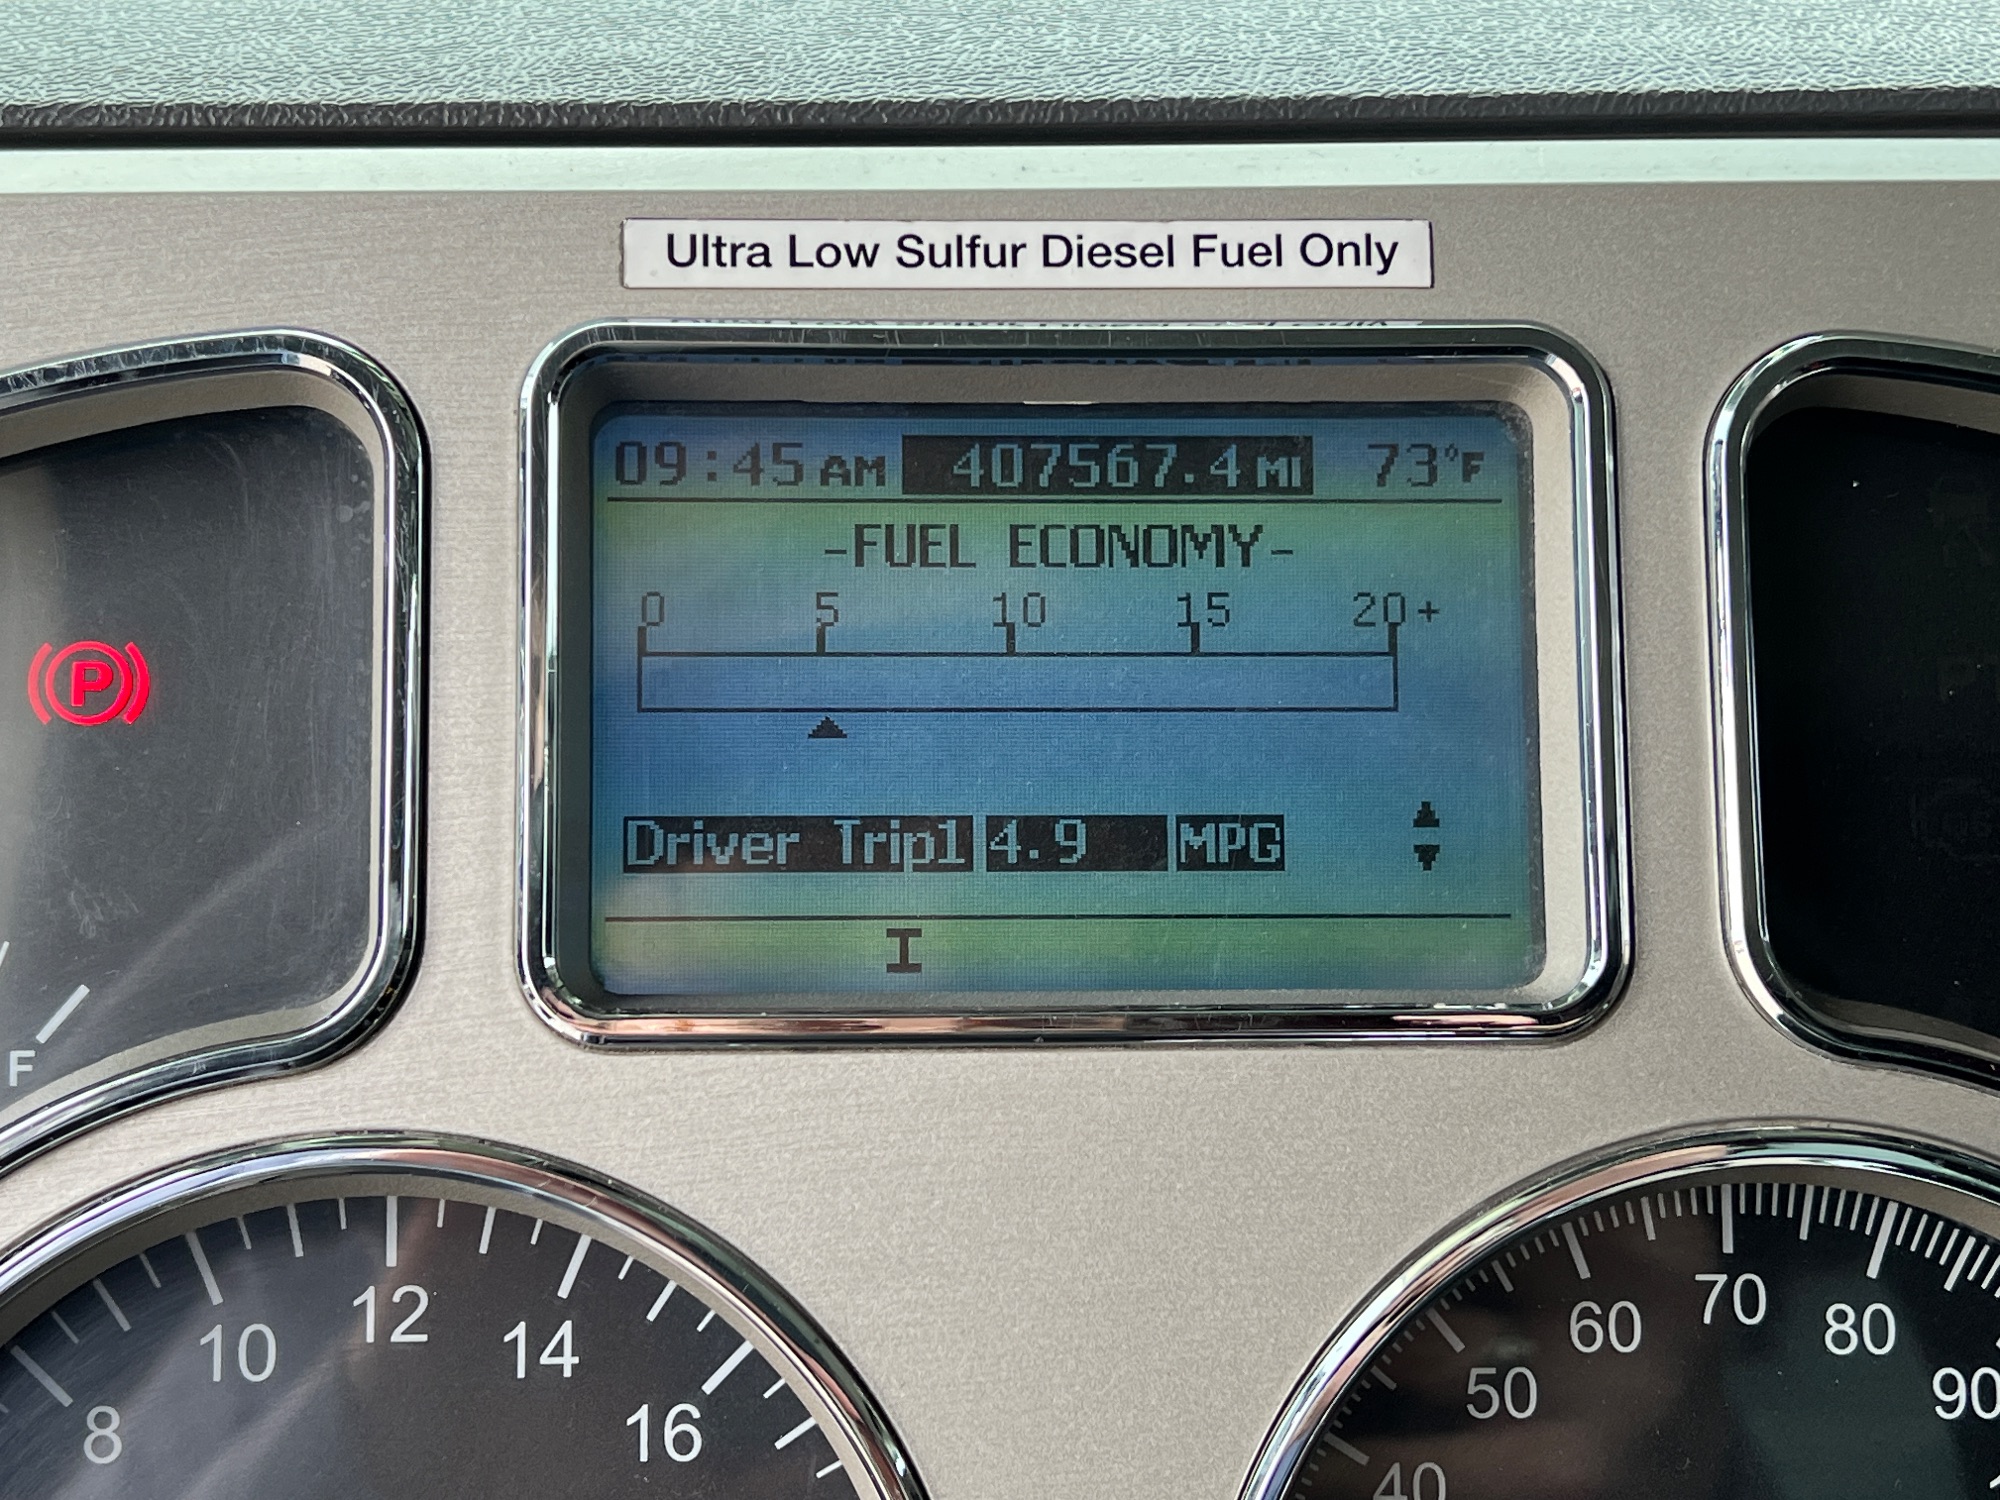 Ultra Low Sulfur Diesel Fuel Only
09:45 AM 407567.4 MI 73°F
-FUEL ECONOMY-
0 5 10 15 20+
Driver Trip1 4.9 MPG
I
P
F
8 10 12 14 16
40 50 60 70 80 90